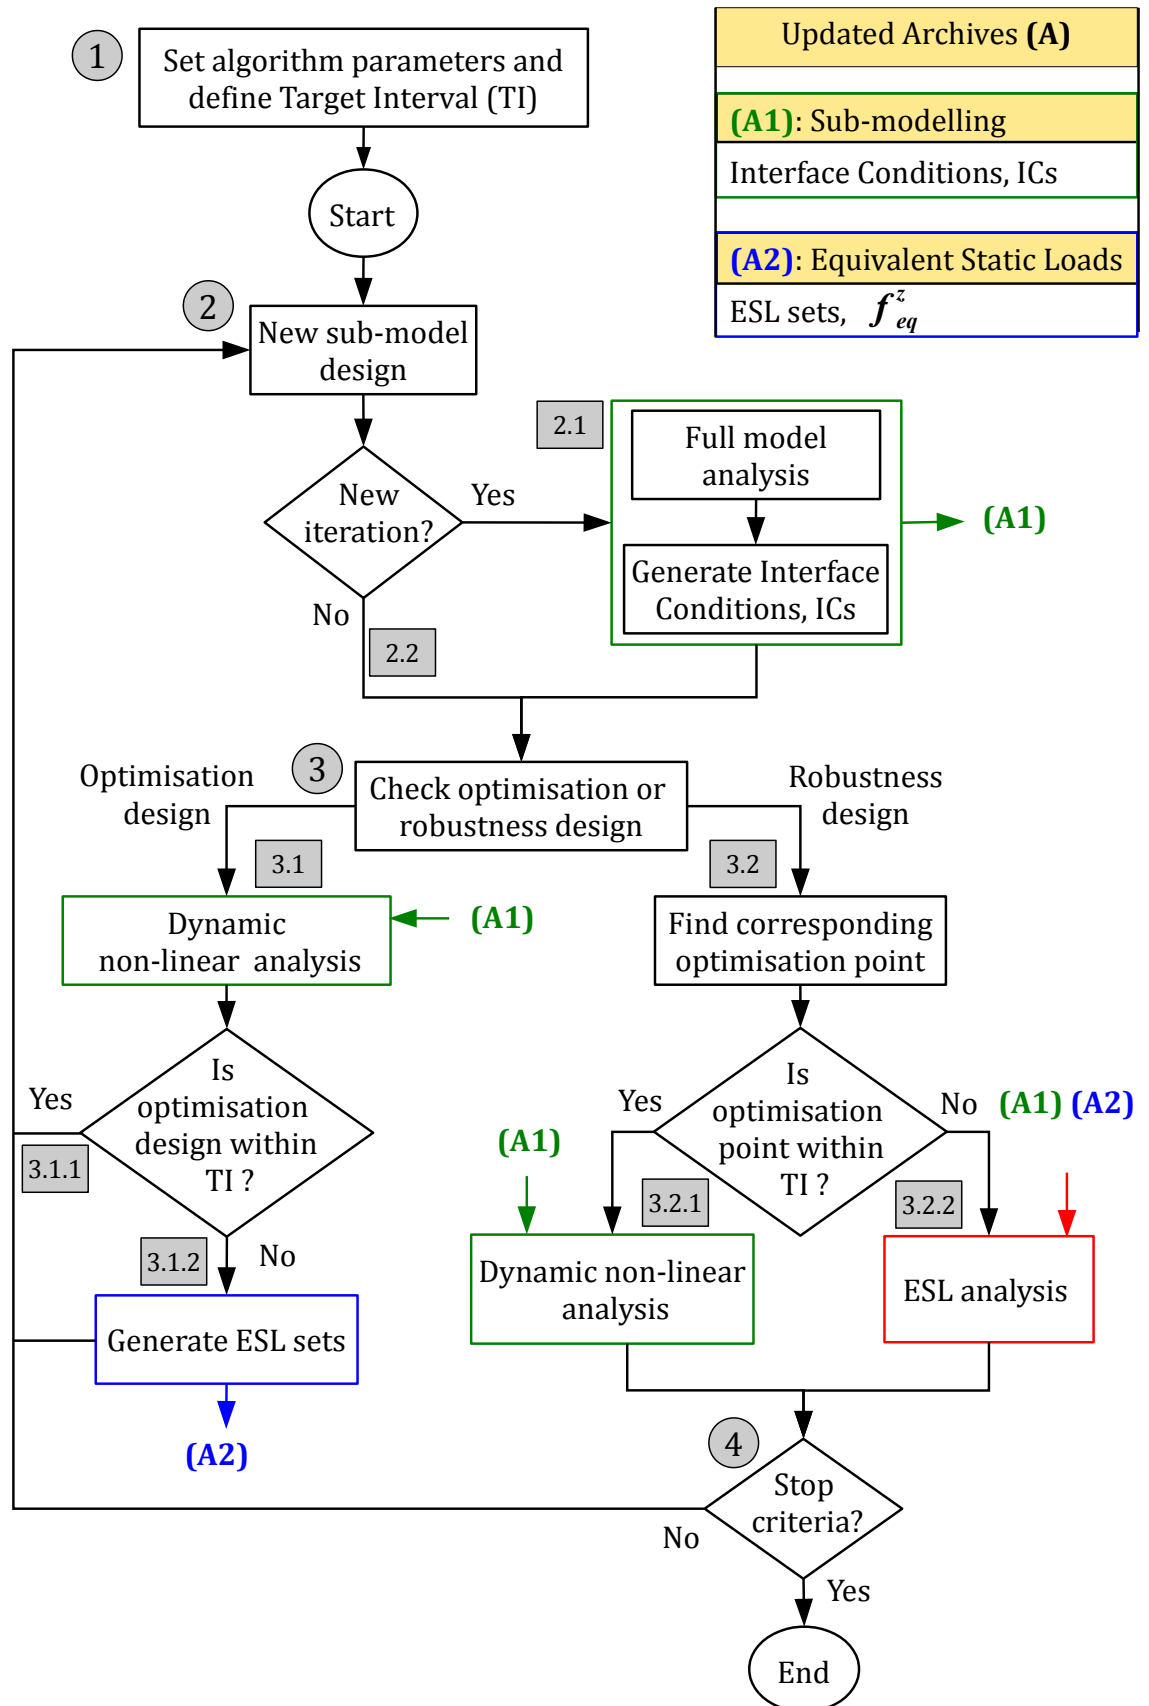 1
Set algorithm parameters and
define Target Interval (TI)
Updated Archives (A)
(A1): Sub-modelling
Interface Conditions, ICs
(A2): Equivalent Static Loads
ESL sets, f^z_eq
Start
2
New sub-model
design
2.1
Full model
analysis
New
iteration?
Yes
(A1)
Generate Interface
Conditions, ICs
No
2.2
3
Check optimisation or
robustness design
Optimisation
design
Robustness
design
3.1
3.2
Dynamic
non-linear analysis
(A1)
Find corresponding
optimisation point
Is
optimisation
design within
TI ?
Yes
3.1.1
3.1.2
No
Generate ESL sets
(A2)
Is
optimisation
point within
TI ?
Yes
No
(A1) (A2)
(A1)
3.2.1
3.2.2
Dynamic non-linear
analysis
ESL analysis
4
Stop
criteria?
No
Yes
End